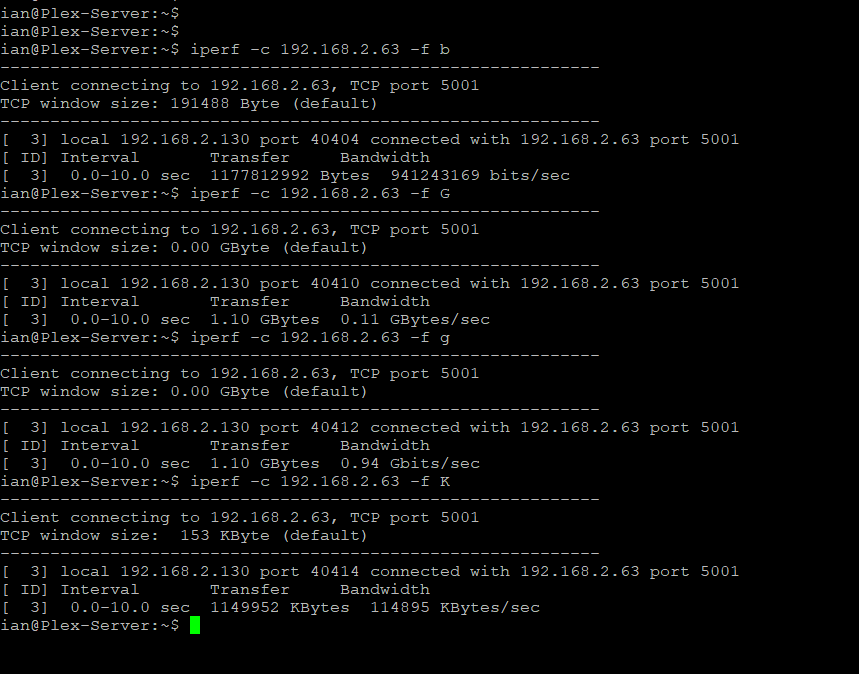 ian@Plex-Server:~$
ian@Plex-Server:~$
ian@Plex-Server:~$ iperf -c 192.168.2.63 -f b
------------------------------------------------------------
Client connecting to 192.168.2.63, TCP port 5001
TCP window size: 191488 Byte (default)
------------------------------------------------------------
[  3] local 192.168.2.130 port 40404 connected with 192.168.2.63 port 5001
[ ID] Interval       Transfer     Bandwidth
[  3]  0.0-10.0 sec  1177812992 Bytes  941243169 bits/sec
ian@Plex-Server:~$ iperf -c 192.168.2.63 -f G
------------------------------------------------------------
Client connecting to 192.168.2.63, TCP port 5001
TCP window size: 0.00 GByte (default)
------------------------------------------------------------
[  3] local 192.168.2.130 port 40410 connected with 192.168.2.63 port 5001
[ ID] Interval       Transfer     Bandwidth
[  3]  0.0-10.0 sec  1.10 GBytes  0.11 GBytes/sec
ian@Plex-Server:~$ iperf -c 192.168.2.63 -f g
------------------------------------------------------------
Client connecting to 192.168.2.63, TCP port 5001
TCP window size: 0.00 GByte (default)
------------------------------------------------------------
[  3] local 192.168.2.130 port 40412 connected with 192.168.2.63 port 5001
[ ID] Interval       Transfer     Bandwidth
[  3]  0.0-10.0 sec  1.10 GBytes  0.94 Gbits/sec
ian@Plex-Server:~$ iperf -c 192.168.2.63 -f K
------------------------------------------------------------
Client connecting to 192.168.2.63, TCP port 5001
TCP window size:  153 KByte (default)
------------------------------------------------------------
[  3] local 192.168.2.130 port 40414 connected with 192.168.2.63 port 5001
[ ID] Interval       Transfer     Bandwidth
[  3]  0.0-10.0 sec  1149952 KBytes  114895 KBytes/sec
ian@Plex-Server:~$